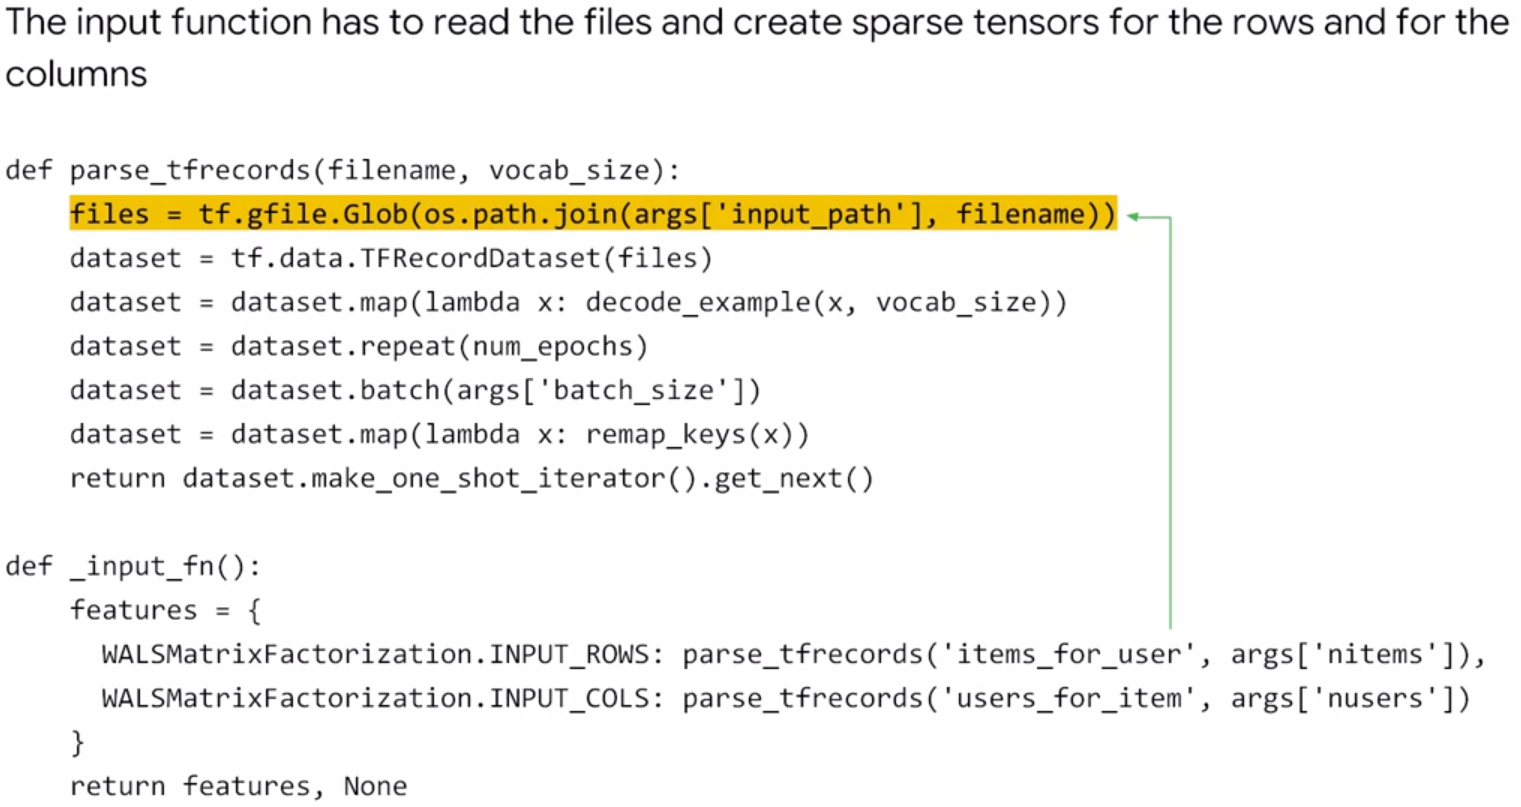 The input function has to read the files and create sparse tensors for the rows and for the
columns
def parse_tfrecords(filename, vocab_size):
    files = tf.gfile.Glob(os.path.join(args['input_path'], filename))
    dataset = tf.data.TFRecordDataset(files)
    dataset = dataset.map(lambda x: decode_example(x, vocab_size))
    dataset = dataset.repeat(num_epochs)
    dataset = dataset.batch(args['batch_size'])
    dataset = dataset.map(lambda x: remap_keys(x))
    return dataset.make_one_shot_iterator().get_next()
def _input_fn():
    features = {
      WALSMatrixFactorization.INPUT_ROWS: parse_tfrecords('items_for_user', args['nitems']),
      WALSMatrixFactorization.INPUT_COLS: parse_tfrecords('users_for_item', args['nusers'])
    }
    return features, None